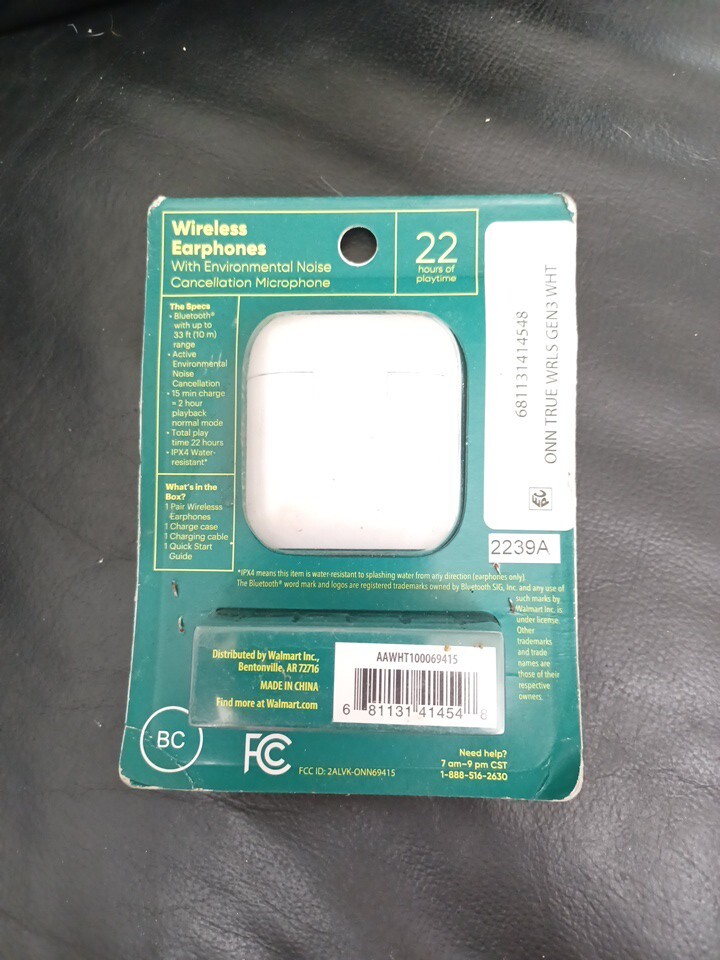 Wireless
Earphones
With Environmental Noise
Cancellation Microphone
22
hours of
playtime
The Specs
• Bluetooth®
with up to
33 ft (10 m)
range
• Active
Environmental
Noise
Cancellation
• 15 min charge
= 2 hour
playback
normal mode
• Total play
time 22 hours
• IPX4 Water-
resistant*
What's in the
Box?
1 Pair Wirelesss
Earphones
1 Charge case
1 Charging cable
1 Quick Start
Guide
681131414548
ONN TRUE WRLS GEN3 WHT
2239A
*IPX4 means this item is water-resistant to splashing water from any direction (earphones only)
The Bluetooth® word mark and logos are registered trademarks owned by Bluetooth SIG, Inc. and any use of
such marks by
Walmart Inc. is
under license.
Other
trademarks
and trade
names are
those of their
respective
owners.
Distributed by Walmart Inc.,
Bentonville, AR 72716
MADE IN CHINA
Find more at Walmart.com
AAWHT100069415
6 81131 41454 8
BC
FC
FCC ID: 2ALVK-ONN69415
Need help?
7 am-9 pm CST
1-888-516-2630